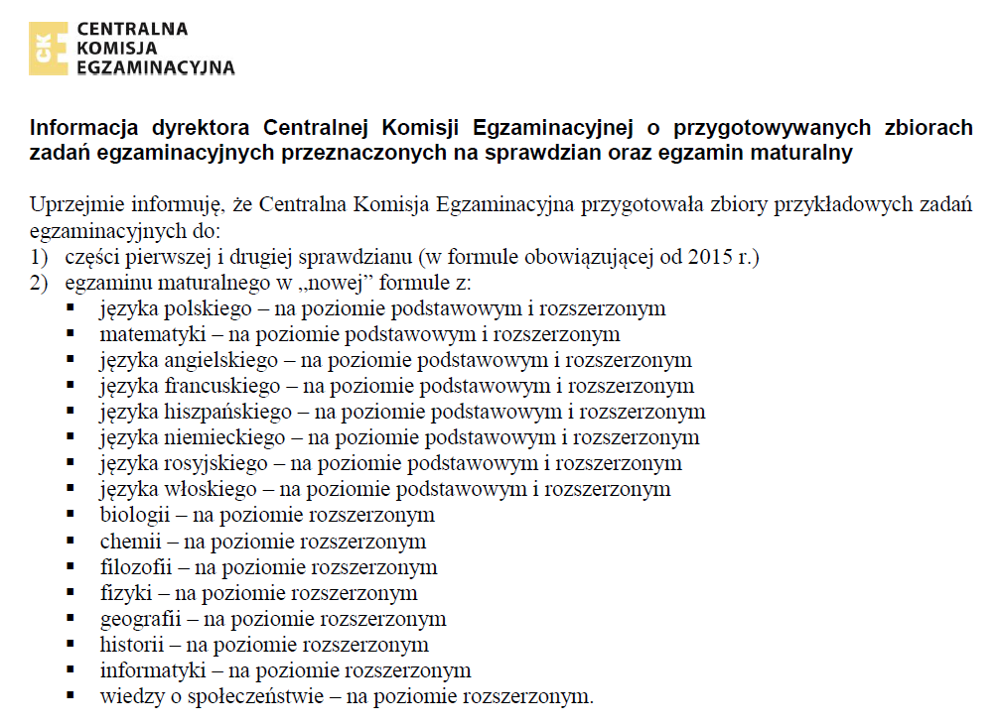 CKE
CENTRALNA
KOMISJA
EGZAMINACYJNA
Informacja dyrektora Centralnej Komisji Egzaminacyjnej o przygotowywanych zbiorach
zadań egzaminacyjnych przeznaczonych na sprawdzian oraz egzamin maturalny
Uprzejmie informuję, że Centralna Komisja Egzaminacyjna przygotowała zbiory przykładowych zadań
egzaminacyjnych do:
1) części pierwszej i drugiej sprawdzianu (w formule obowiązującej od 2015 r.)
2) egzaminu maturalnego w „nowej” formule z:
▪ języka polskiego – na poziomie podstawowym i rozszerzonym
▪ matematyki – na poziomie podstawowym i rozszerzonym
▪ języka angielskiego – na poziomie podstawowym i rozszerzonym
▪ języka francuskiego – na poziomie podstawowym i rozszerzonym
▪ języka hiszpańskiego – na poziomie podstawowym i rozszerzonym
▪ języka niemieckiego – na poziomie podstawowym i rozszerzonym
▪ języka rosyjskiego – na poziomie podstawowym i rozszerzonym
▪ języka włoskiego – na poziomie podstawowym i rozszerzonym
▪ biologii – na poziomie rozszerzonym
▪ chemii – na poziomie rozszerzonym
▪ filozofii – na poziomie rozszerzonym
▪ fizyki – na poziomie rozszerzonym
▪ geografii – na poziomie rozszerzonym
▪ historii – na poziomie rozszerzonym
▪ informatyki – na poziomie rozszerzonym
▪ wiedzy o społeczeństwie – na poziomie rozszerzonym.